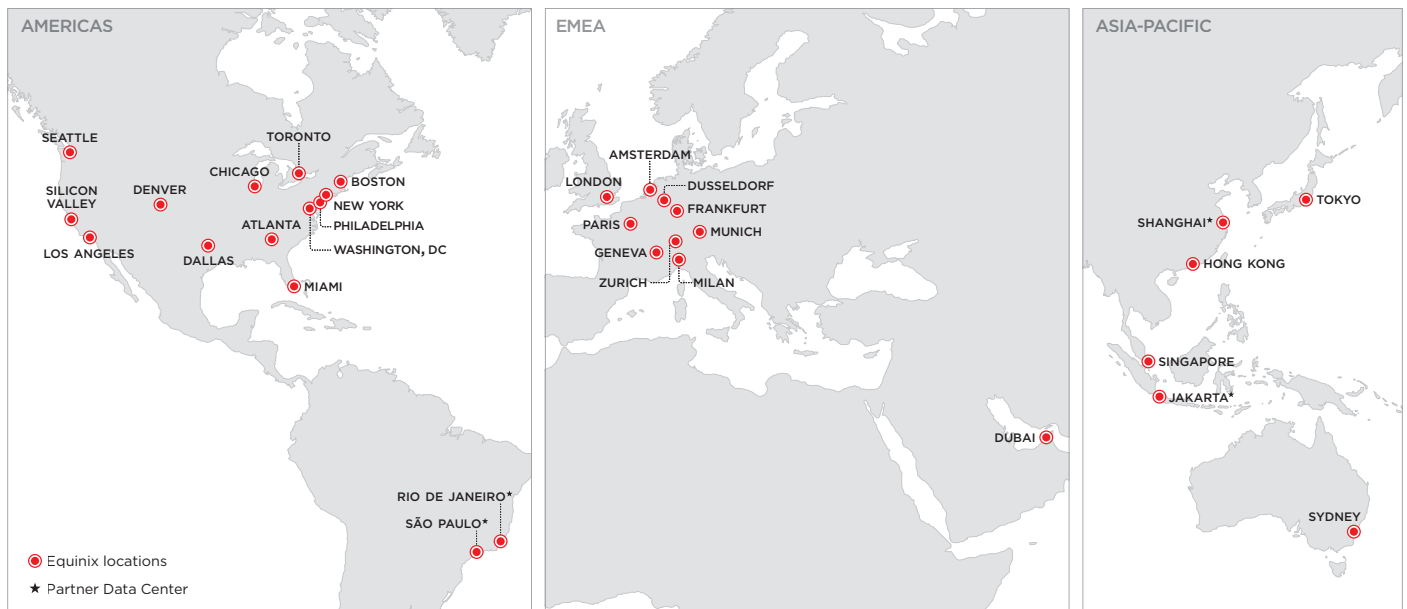 AMERICAS
SEATTLE
TORONTO
CHICAGO
BOSTON
SILICON
VALLEY
DENVER
NEW YORK
PHILADELPHIA
ATLANTA
WASHINGTON, DC
LOS ANGELES
DALLAS
MIAMI
RIO DE JANEIRO★
SÃO PAULO★
Equinix locations
★ Partner Data Center
EMEA
AMSTERDAM
LONDON
DUSSELDORF
FRANKFURT
PARIS
MUNICH
GENEVA
ZURICH
MILAN
DUBAI
ASIA-PACIFIC
TOKYO
SHANGHAI★
HONG KONG
SINGAPORE
JAKARTA★
SYDNEY